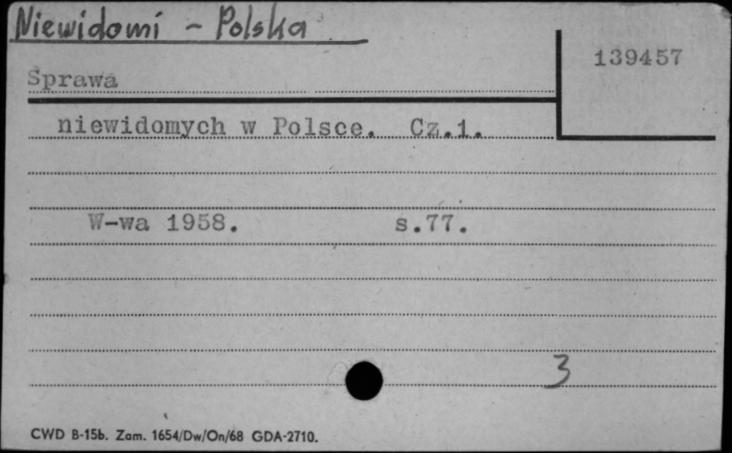 Niewidomi - Polska
139457
Sprawa
niewidomych w Polsce. Cz.1.
W-wa 1958. s.77.
3
CWD B-15b. Zam. 1654/Dw/On/68 GDA-2710.